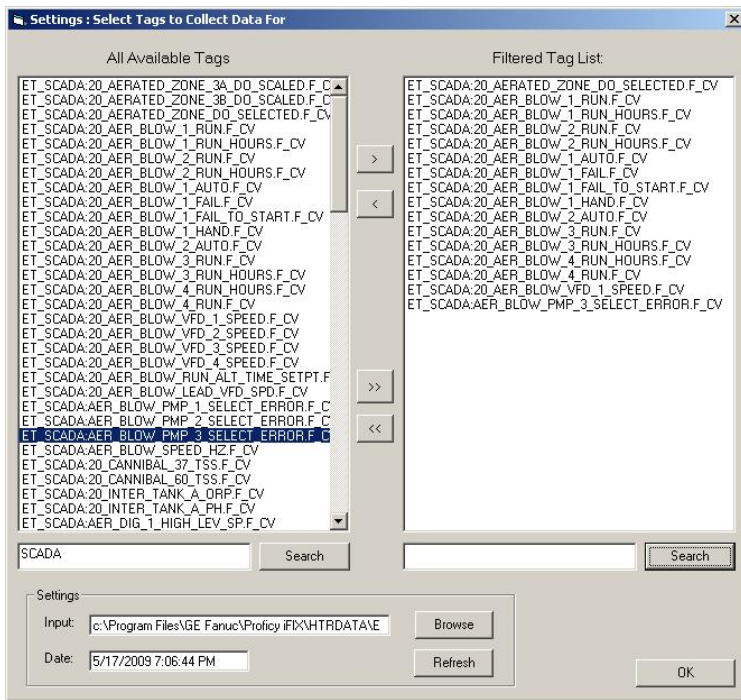 Settings : Select Tags to Collect Data For
All Available Tags
ET_SCADA:20_AERATED_ZONE_3A_DO_SCALED.F_C
ET_SCADA:20_AERATED_ZONE_3B_DO_SCALED.F_C
ET_SCADA:20_AERATED_ZONE_DO_SELECTED.F_CV
ET_SCADA:20_AER_BLOW_1_RUN.F_CV
ET_SCADA:20_AER_BLOW_1_RUN_HOURS.F_CV
ET_SCADA:20_AER_BLOW_2_RUN.F_CV
ET_SCADA:20_AER_BLOW_2_RUN_HOURS.F_CV
ET_SCADA:20_AER_BLOW_1_AUTO.F_CV
ET_SCADA:20_AER_BLOW_1_FAIL.F_CV
ET_SCADA:20_AER_BLOW_1_FAIL_TO_START.F_CV
ET_SCADA:20_AER_BLOW_1_HAND.F_CV
ET_SCADA:20_AER_BLOW_2_AUTO.F_CV
ET_SCADA:20_AER_BLOW_3_RUN.F_CV
ET_SCADA:20_AER_BLOW_3_RUN_HOURS.F_CV
ET_SCADA:20_AER_BLOW_4_RUN_HOURS.F_CV
ET_SCADA:20_AER_BLOW_4_RUN.F_CV
ET_SCADA:20_AER_BLOW_VFD_1_SPEED.F_CV
ET_SCADA:20_AER_BLOW_VFD_2_SPEED.F_CV
ET_SCADA:20_AER_BLOW_VFD_3_SPEED.F_CV
ET_SCADA:20_AER_BLOW_VFD_4_SPEED.F_CV
ET_SCADA:20_AER_BLOW_RUN_ALT_TIME_SETPT.F
ET_SCADA:20_AER_BLOW_LEAD_VFD_SPD.F_CV
ET_SCADA:AER_BLOW_PMP_1_SELECT_ERROR.F_C
ET_SCADA:AER_BLOW_PMP_2_SELECT_ERROR.F_C
ET_SCADA:AER_BLOW_PMP_3_SELECT_ERROR.F_C
ET_SCADA:AER_BLOW_SPEED_HZ.F_CV
ET_SCADA:20_CANNIBAL_37_TSS.F_CV
ET_SCADA:20_CANNIBAL_60_TSS.F_CV
ET_SCADA:20_INTER_TANK_A_ORP.F_CV
ET_SCADA:20_INTER_TANK_A_PH.F_CV
ET_SCADA:AER_DIG_1_HIGH_LEV_SP.F_CV
SCADA
Search
>
<
>>
<<
Filtered Tag List:
ET_SCADA:20_AERATED_ZONE_DO_SELECTED.F_CV
ET_SCADA:20_AER_BLOW_1_RUN.F_CV
ET_SCADA:20_AER_BLOW_1_RUN_HOURS.F_CV
ET_SCADA:20_AER_BLOW_2_RUN.F_CV
ET_SCADA:20_AER_BLOW_2_RUN_HOURS.F_CV
ET_SCADA:20_AER_BLOW_1_AUTO.F_CV
ET_SCADA:20_AER_BLOW_1_FAIL.F_CV
ET_SCADA:20_AER_BLOW_1_FAIL_TO_START.F_CV
ET_SCADA:20_AER_BLOW_1_HAND.F_CV
ET_SCADA:20_AER_BLOW_2_AUTO.F_CV
ET_SCADA:20_AER_BLOW_3_RUN.F_CV
ET_SCADA:20_AER_BLOW_3_RUN_HOURS.F_CV
ET_SCADA:20_AER_BLOW_4_RUN_HOURS.F_CV
ET_SCADA:20_AER_BLOW_4_RUN.F_CV
ET_SCADA:20_AER_BLOW_VFD_1_SPEED.F_CV
ET_SCADA:AER_BLOW_PMP_3_SELECT_ERROR.F_CV
Search
Settings
Input: c:\Program Files\GE Fanuc\Proficy iFIX\HTRDATA\E
Browse
Date: 5/17/2009 7:06:44 PM
Refresh
OK